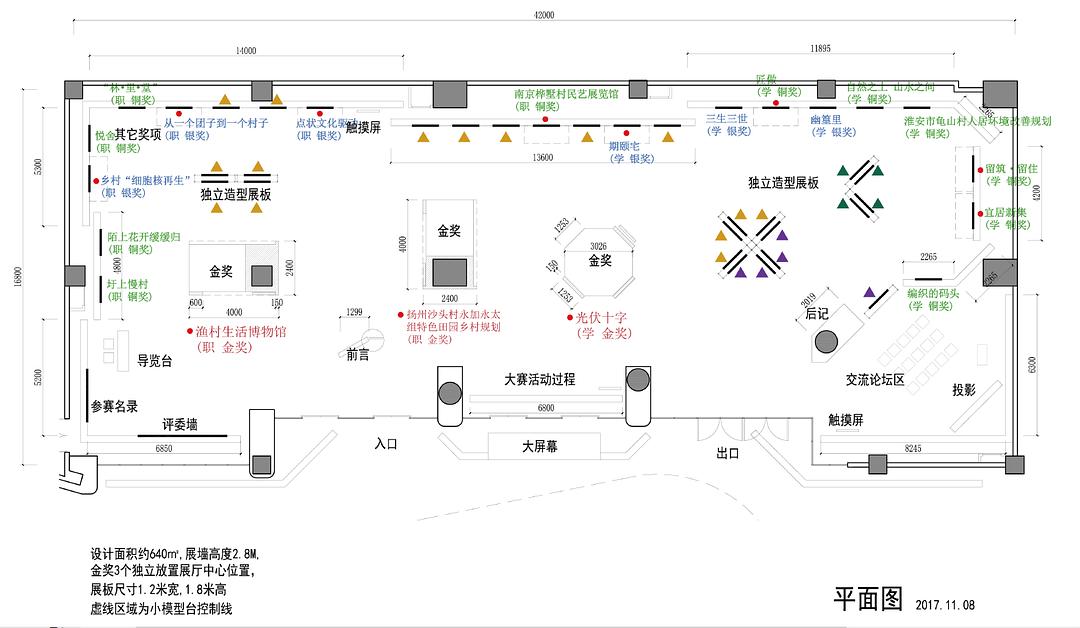 42000
14000
11895
“林·里·童”
(职 铜奖)
从一个团子到一个村子
(职 银奖)
点状文化驱动
(职 银奖)
触摸屏
南京桦墅村民艺展览馆
(学 铜奖)
期颐宅
(学 银奖)
匠做
(学 铜奖)
三生三世
(学 银奖)
幽篁里
(学 银奖)
自然之上 山水之间
(学 铜奖)
淮安市龟山村人居环境改善规划
(学 铜奖)
2265
悦舍
(职 铜奖)
其它奖项
13600
5300
乡村“细胞核再生”
(职 银奖)
独立造型展板
独立造型展板
留筑·留住
(学 铜奖)
4200
宜居新集
(学 铜奖)
陌上花开缓缓归
(职 铜奖)
4800
圩上慢村
(职 铜奖)
金奖
2400
600
150
4000
金奖
4000
2400
1253
3026
金奖
150
1253
2265
2265
编织的码头
(学 铜奖)
16800
渔村生活博物馆
(职 金奖)
1299
前言
扬州沙头村永加水太
组特色田园乡村规划
(职 金奖)
光伏十字
(学 金奖)
2019
后记
导览台
5200
6300
大赛活动过程
6800
交流论坛区
投影
参赛名录
评委墙
6850
入口
大屏幕
出口
触摸屏
8245
设计面积约640㎡,展墙高度2.8M,
金奖3个独立放置展厅中心位置,
展板尺寸1.2米宽,1.8米高
虚线区域为小模型台控制线
平面图 2017.11.08